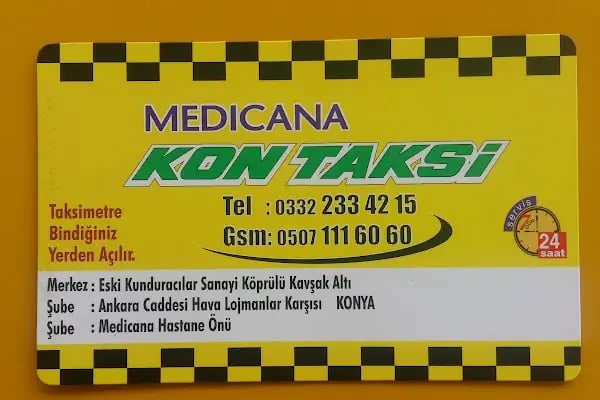 MEDICANA
KON TAKSİ
Tel : 0332 233 42 15
Gsm: 0507 111 60 60
Taksimetre
Bindiğiniz
Yerden Açılır.
servis
24
saat
Merkez : Eski Kunduracılar Sanayi Köprülü Kavşak Altı
Şube : Ankara Caddesi Hava Lojmanlar Karşısı KONYA
Şube : Medicana Hastane Önü